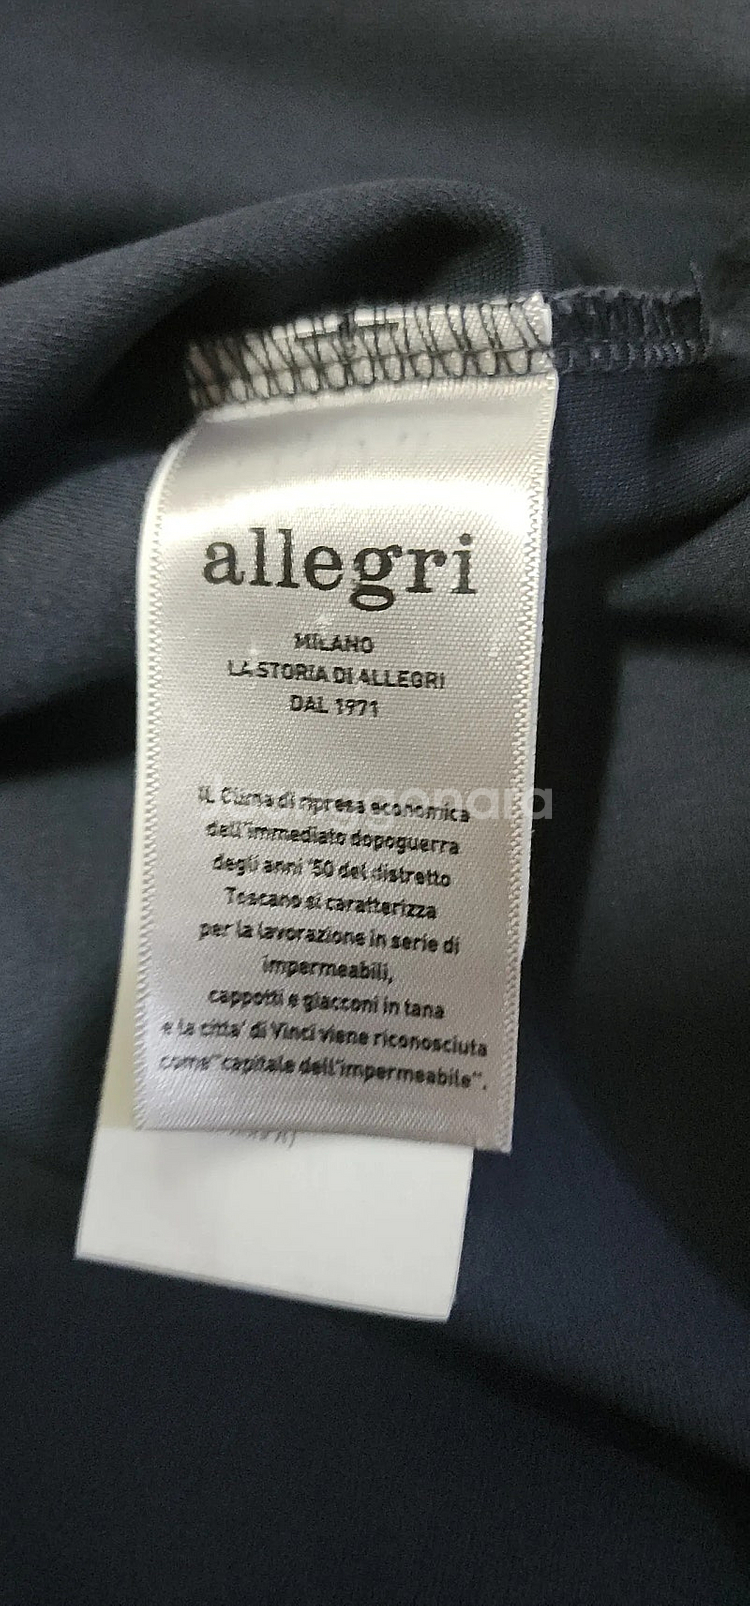 allegri
MILANO
LA STORIA DI ALLEGRI
DAL 1971
IL Clima di ripresa economica
dell'immediato dopoguerra
degli anni '50 del distretto
Toscano si caratterizza
per la lavorazione in serie di
impermeabili,
cappotti e giacconi in tana
e la citta' di Vinci viene riconosciuta
come "capitale dell'impermeabile".